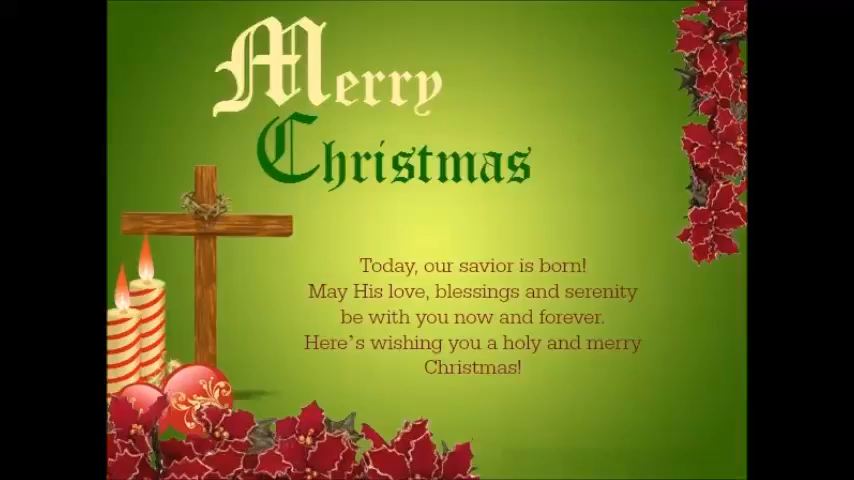 Merry
Christmas
Today, our savior is born!
May His love, blessings and serenity
be with you now and forever.
Here's wishing you a holy and merry
Christmas!